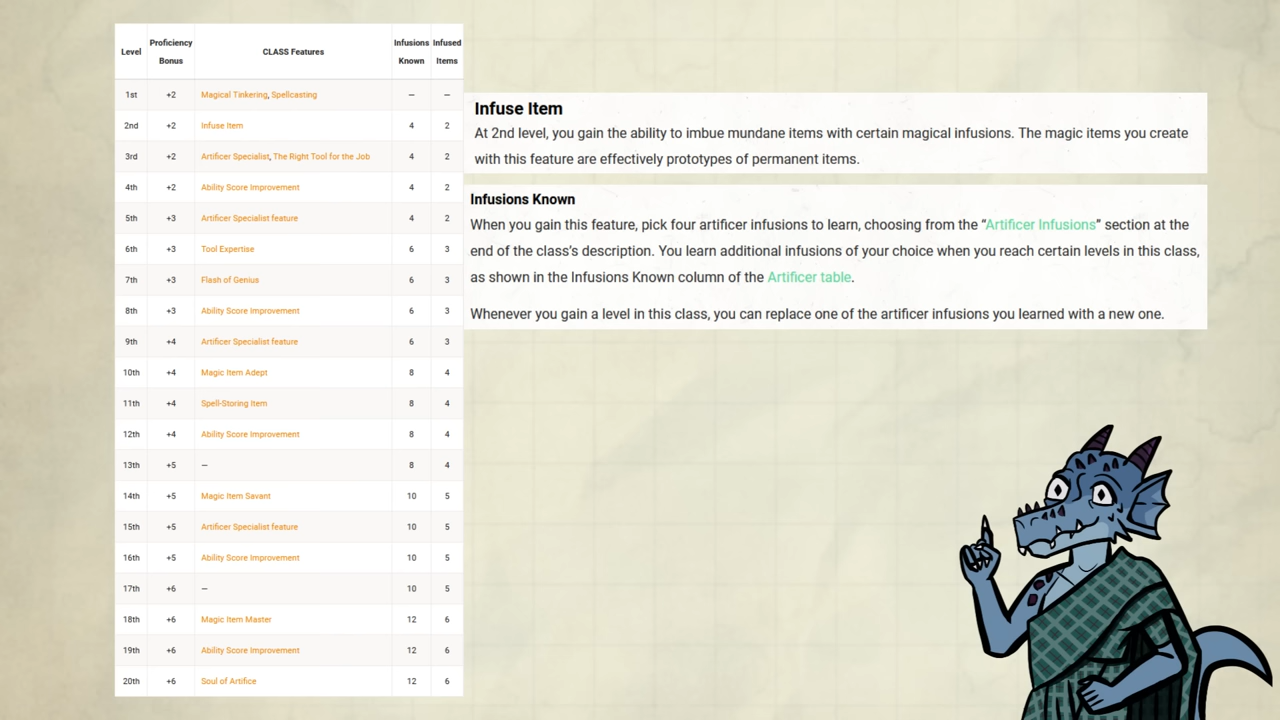 Level Proficiency Bonus CLASS Features Infusions Known Infused Items
1st +2 Magical Tinkering, Spellcasting — —
2nd +2 Infuse Item 4 2
3rd +2 Artificer Specialist, The Right Tool for the Job 4 2
4th +2 Ability Score Improvement 4 2
5th +3 Artificer Specialist feature 4 2
6th +3 Tool Expertise 6 3
7th +3 Flash of Genius 6 3
8th +3 Ability Score Improvement 6 3
9th +4 Artificer Specialist feature 6 3
10th +4 Magic Item Adept 8 4
11th +4 Spell-Storing Item 8 4
12th +4 Ability Score Improvement 8 4
13th +5 — 8 4
14th +5 Magic Item Savant 10 5
15th +5 Artificer Specialist feature 10 5
16th +5 Ability Score Improvement 10 5
17th +6 — 10 5
18th +6 Magic Item Master 12 6
19th +6 Ability Score Improvement 12 6
20th +6 Soul of Artifice 12 6
Infuse Item
At 2nd level, you gain the ability to imbue mundane items with certain magical infusions. The magic items you create
with this feature are effectively prototypes of permanent items.
Infusions Known
When you gain this feature, pick four artificer infusions to learn, choosing from the “Artificer Infusions” section at the
end of the class’s description. You learn additional infusions of your choice when you reach certain levels in this class,
as shown in the Infusions Known column of the Artificer table.
Whenever you gain a level in this class, you can replace one of the artificer infusions you learned with a new one.